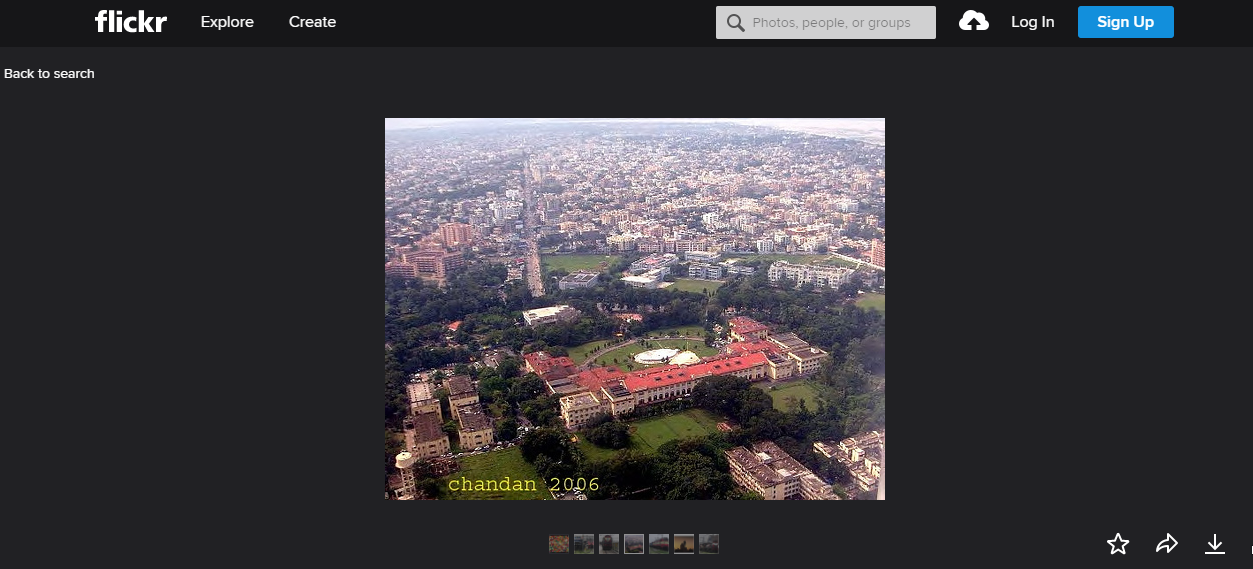 flickr
Explore
Create
Photos, people, or groups
Log In
Sign Up
Back to search
chandan 2006